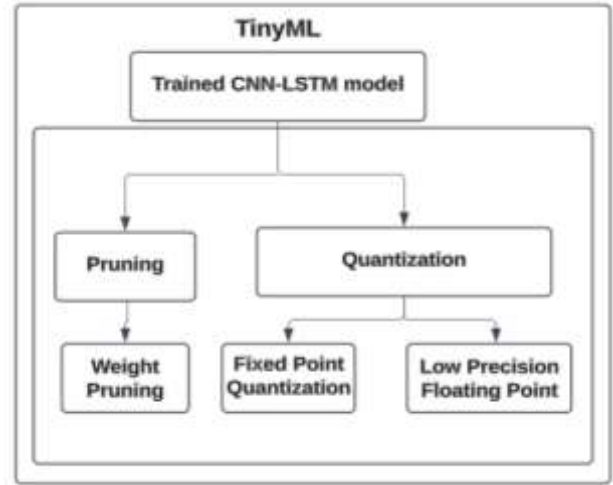 TinyML
Trained CNN-LSTM model
Pruning
Quantization
Weight
Pruning
Fixed Point
Quantization
Low Precision
Floating Point